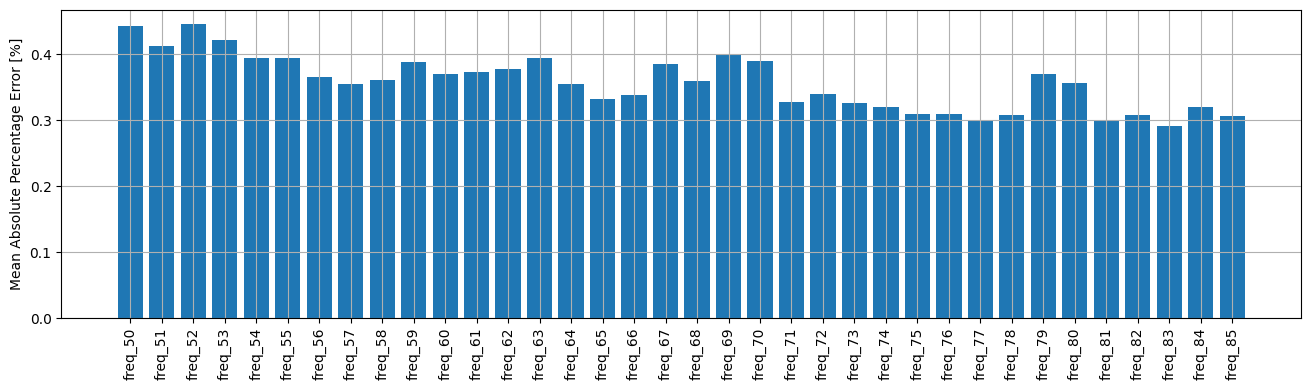 Mean Absolute Percentage Error [%]
0.4
0.3
0.2
0.1
0.0
freq_50
freq_51
freq_52
freq_53
freq_54
freq_55
freq_56
freq_57
freq_58
freq_59
freq_60
freq_61
freq_62
freq_63
freq_64
freq_65
freq_66
freq_67
freq_68
freq_69
freq_70
freq_71
freq_72
freq_73
freq_74
freq_75
freq_76
freq_77
freq_78
freq_79
freq_80
freq_81
freq_82
freq_83
freq_84
freq_85